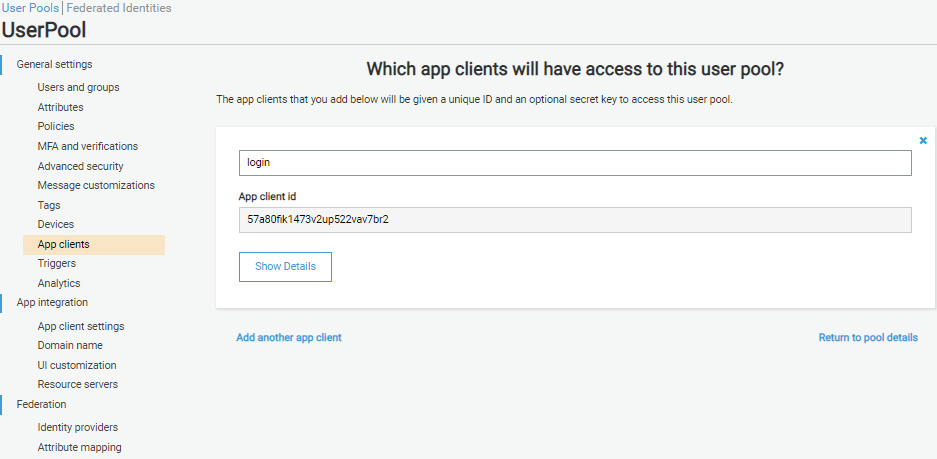 User Pools | Federated Identities
UserPool
General settings
Users and groups
Attributes
Policies
MFA and verifications
Advanced security
Message customizations
Tags
Devices
App clients
Triggers
Analytics
App integration
App client settings
Domain name
UI customization
Resource servers
Federation
Identity providers
Attribute mapping
Which app clients will have access to this user pool?
The app clients that you add below will be given a unique ID and an optional secret key to access this user pool.
login
App client id
57a80fik1473v2up522vav7br2
Show Details
Add another app client
Return to pool details